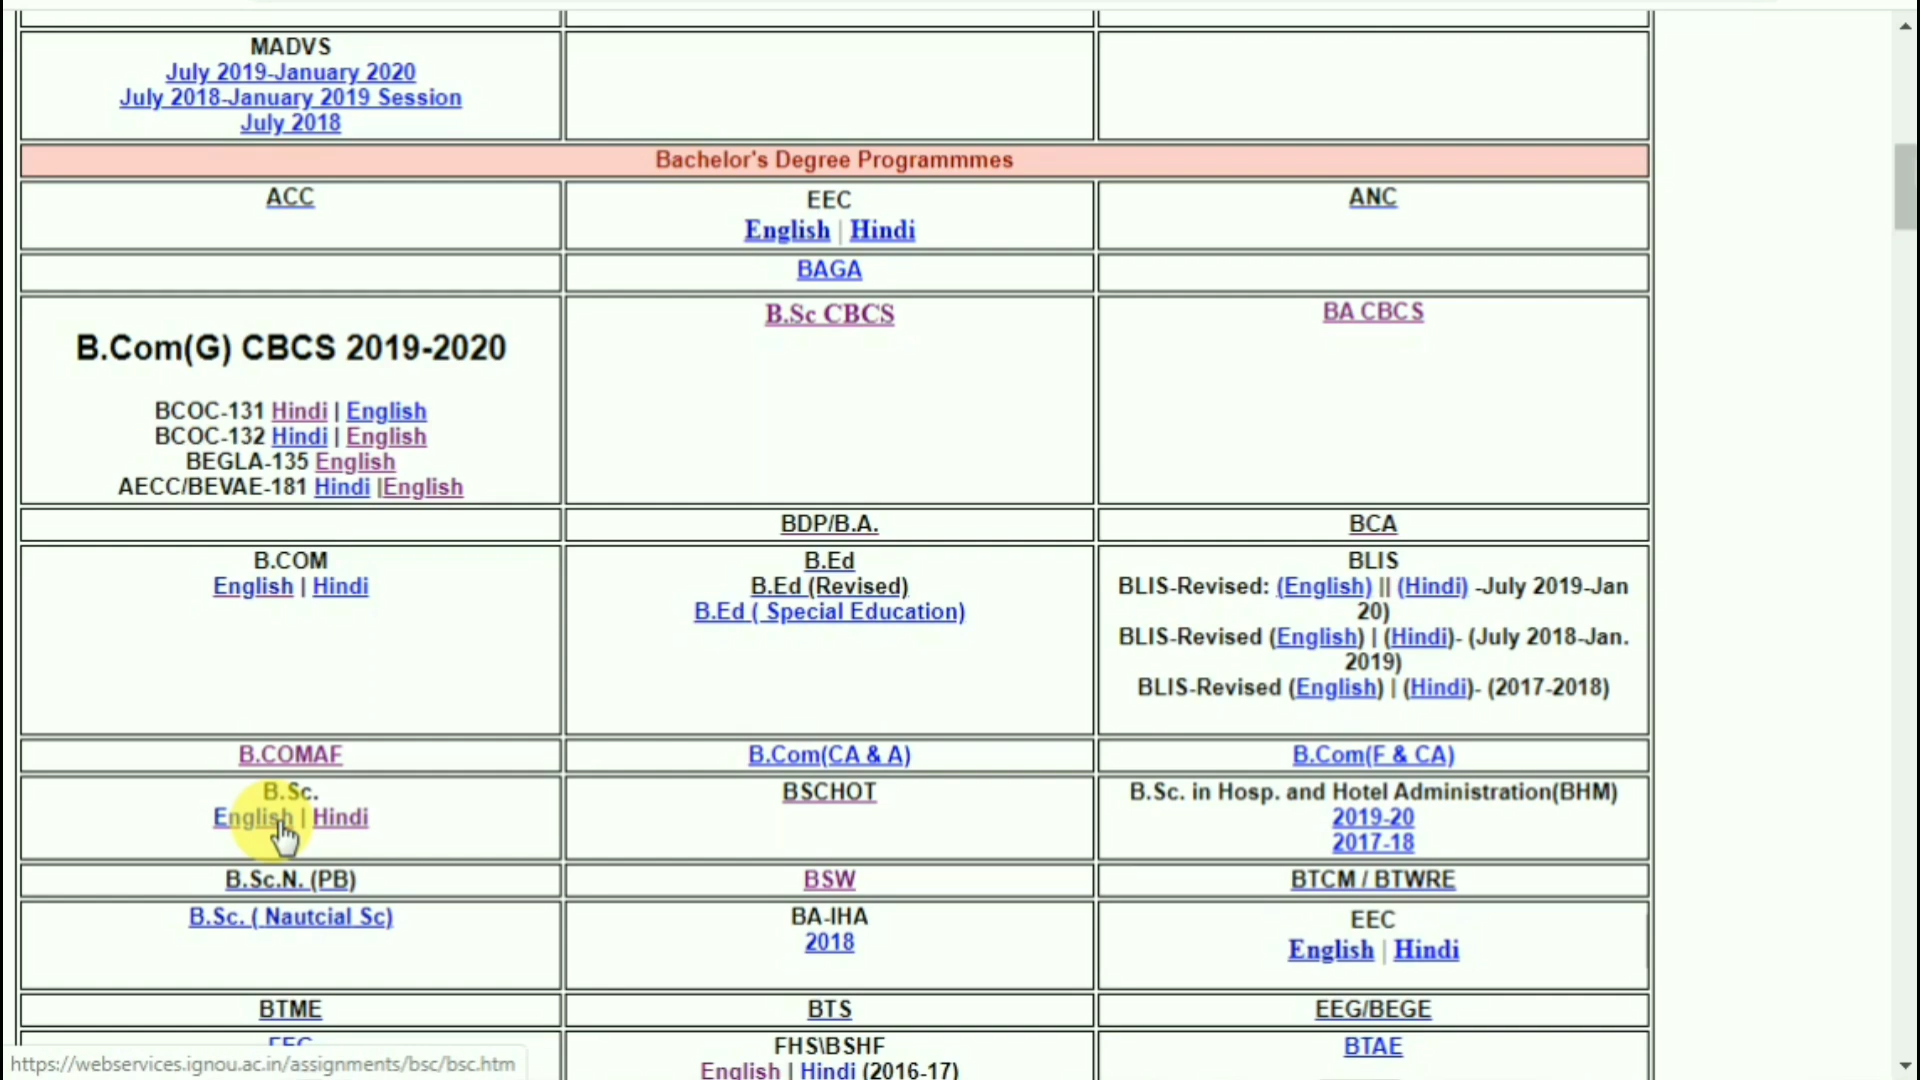 MADVS
July 2019-January 2020
July 2018-January 2019 Session
July 2018
Bachelor's Degree Programmmes
ACC
EEC
English | Hindi
ANC
BAGA
B.Com(G) CBCS 2019-2020
BCOC-131 Hindi | English
BCOC-132 Hindi | English
BEGLA-135 English
AECC/BEVAE-181 Hindi |English
B.Sc CBCS
BA CBCS
BDP/B.A.
BCA
B.COM
English | Hindi
B.Ed
B.Ed (Revised)
B.Ed ( Special Education)
BLIS
BLIS-Revised: (English) || (Hindi) -July 2019-Jan
20)
BLIS-Revised (English) | (Hindi)- (July 2018-Jan.
2019)
BLIS-Revised (English) | (Hindi)- (2017-2018)
B.COMAF
B.Com(CA & A)
B.Com(F & CA)
B.Sc.
English | Hindi
BSCHOT
B.Sc. in Hosp. and Hotel Administration(BHM)
2019-20
2017-18
B.Sc.N. (PB)
BSW
BTCM / BTWRE
B.Sc. ( Nautcial Sc)
BA-IHA
2018
EEC
English | Hindi
BTME
BTS
EEG/BEGE
FHS\BSHF
English | Hindi (2016-17)
BTAE
https://webservices.ignou.ac.in/assignments/bsc/bsc.htm